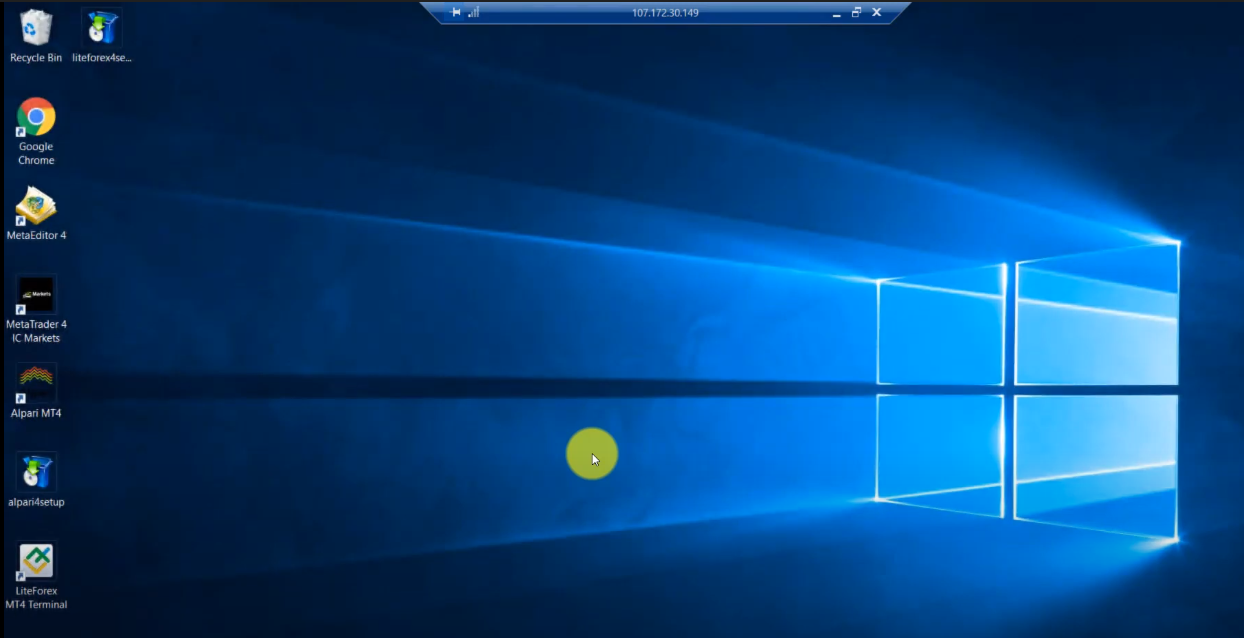 107.172.30.149
Recycle Bin
liteforex4se...
Google
Chrome
MetaEditor 4
Markets
MetaTrader 4
IC Markets
Alpari MT4
alpari4setup
LiteForex
MT4 Terminal